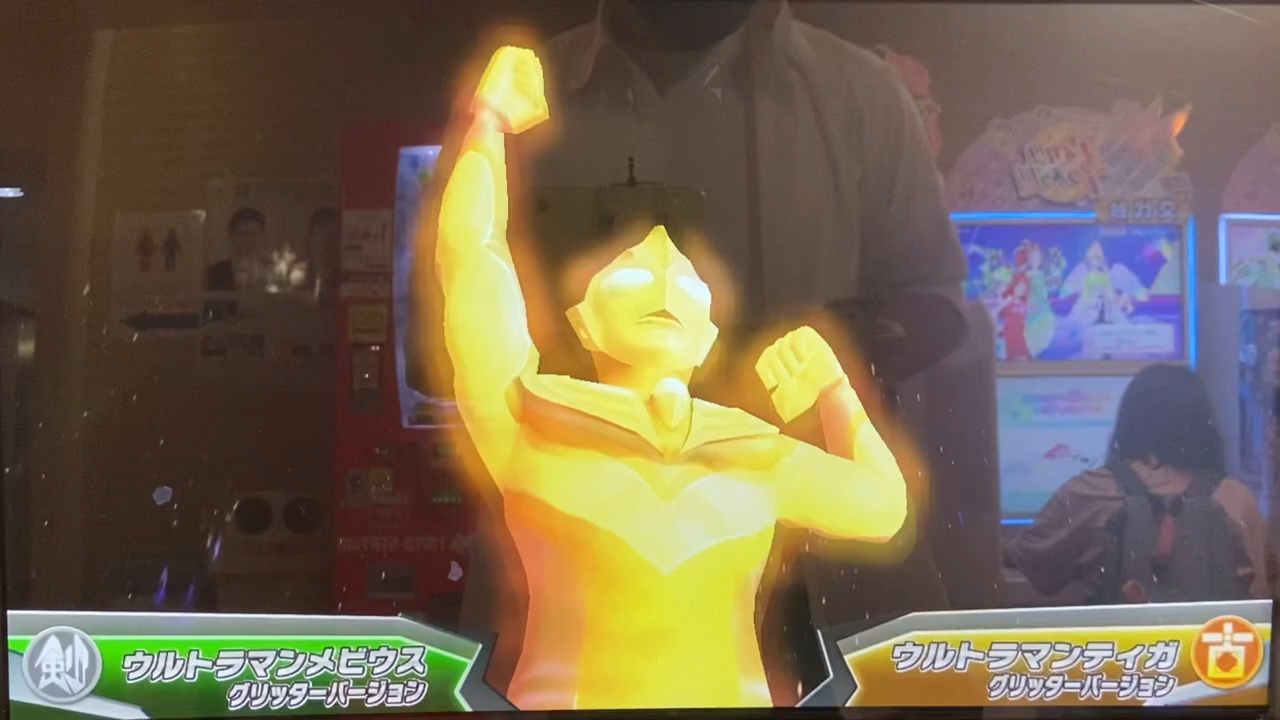 剣
ウルトラマンメビウス
グリッターバージョン
ウルトラマンティガ
グリッターバージョン
古